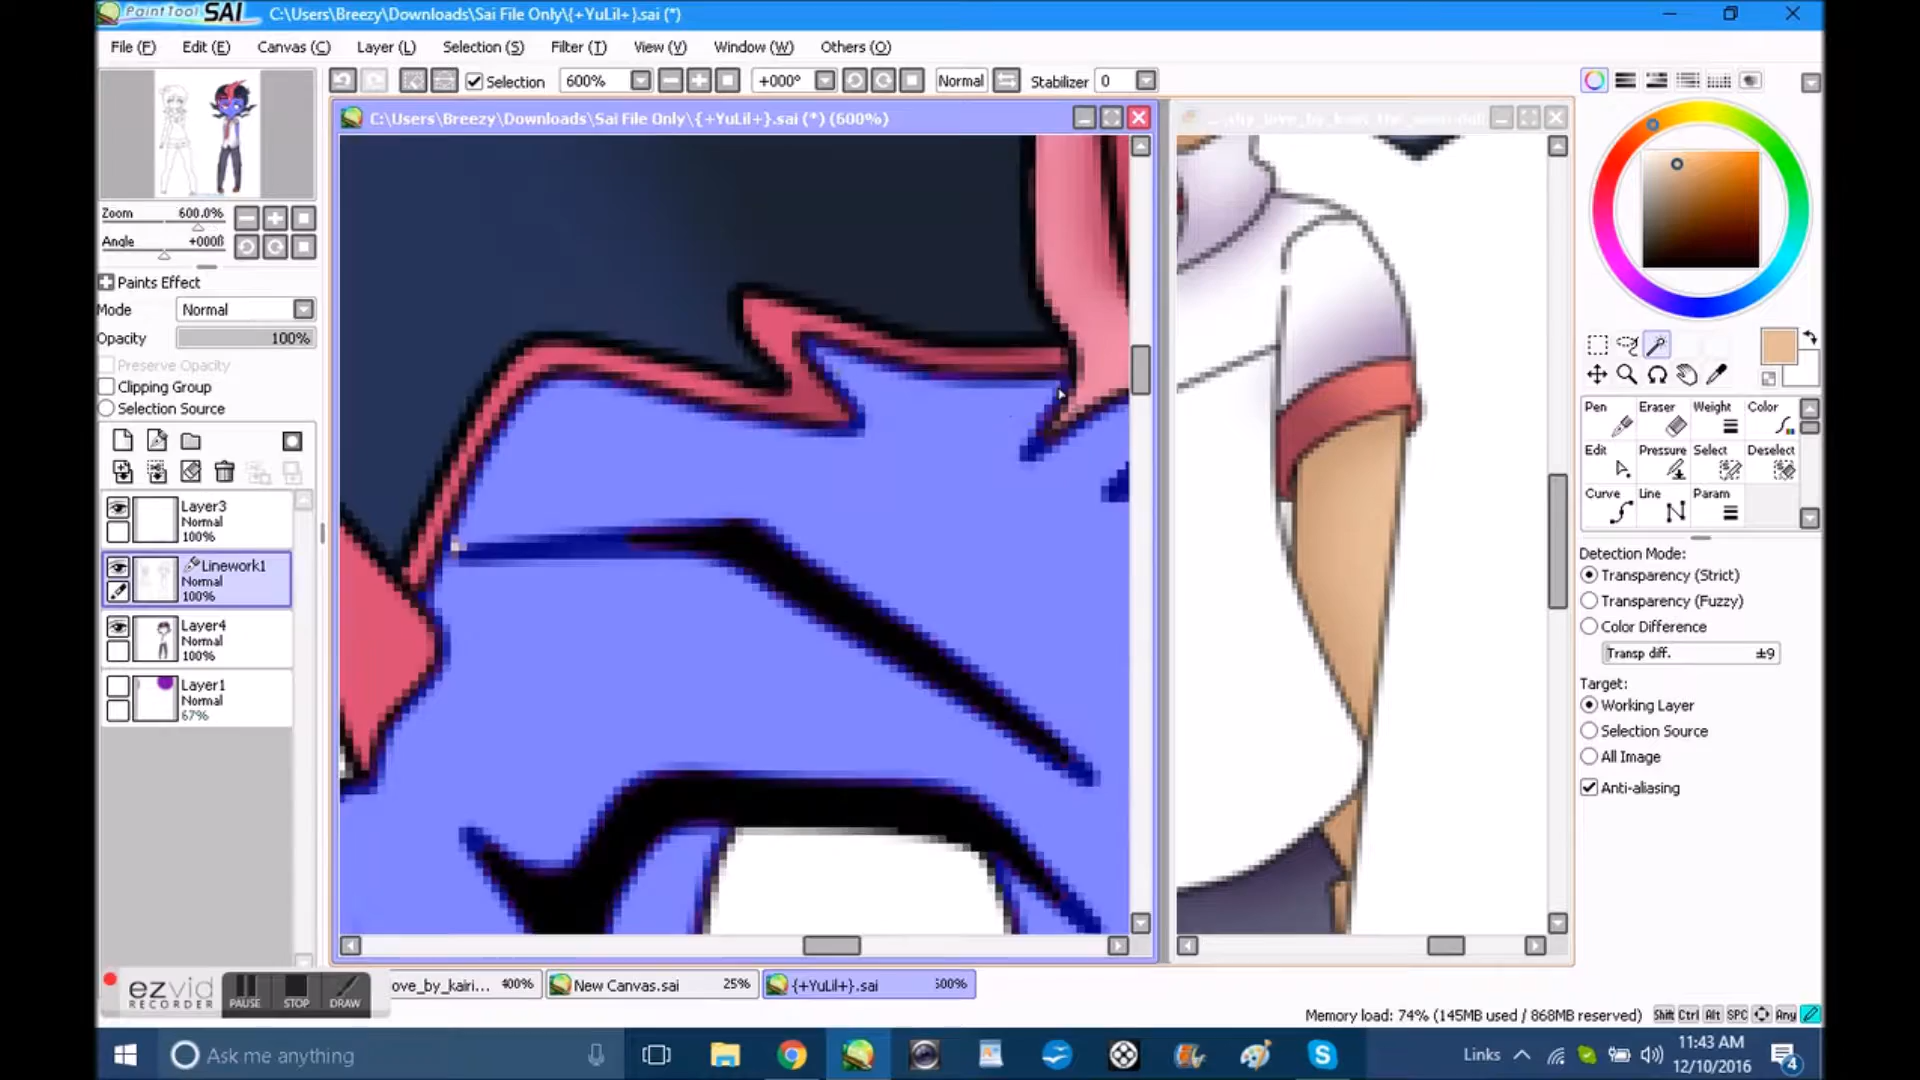 PaintTool SAI C:\Users\Breezy\Downloads\Sai File Only\{+YuLil+}.sai (*)
File (F) Edit (E) Canvas (C) Layer (L) Selection (S) Filter (T) View (V) Window (W) Others (O)
Selection 600% +000° Normal Stabilizer 0
C:\Users\Breezy\Downloads\Sai File Only\{+YuLil+}.sai (*) (600%)
Zoom 600.0%
Angle +000ß
Paints Effect
Mode Normal
Opacity 100%
Preserve Opacity
Clipping Group
Selection Source
Layer3
Normal
100%
Linework1
Normal
100%
Layer4
Normal
100%
Layer1
Normal
67%
Pen Eraser Weight Color
Edit Pressure Select Deselect
Curve Line Param
Detection Mode:
Transparency (Strict)
Transparency (Fuzzy)
Color Difference
Transp diff. ±9
Target:
Working Layer
Selection Source
All Image
Anti-aliasing
ezvid
RECORDER
PAUSE STOP DRAW
ove_by_kairi... 400% New Canvas.sai 25% {+YuLil+}.sai 500%
Memory load: 74% (145MB used / 868MB reserved) Shift Ctrl Alt SPC Any
Ask me anything
Links
11:43 AM
12/10/2016
4